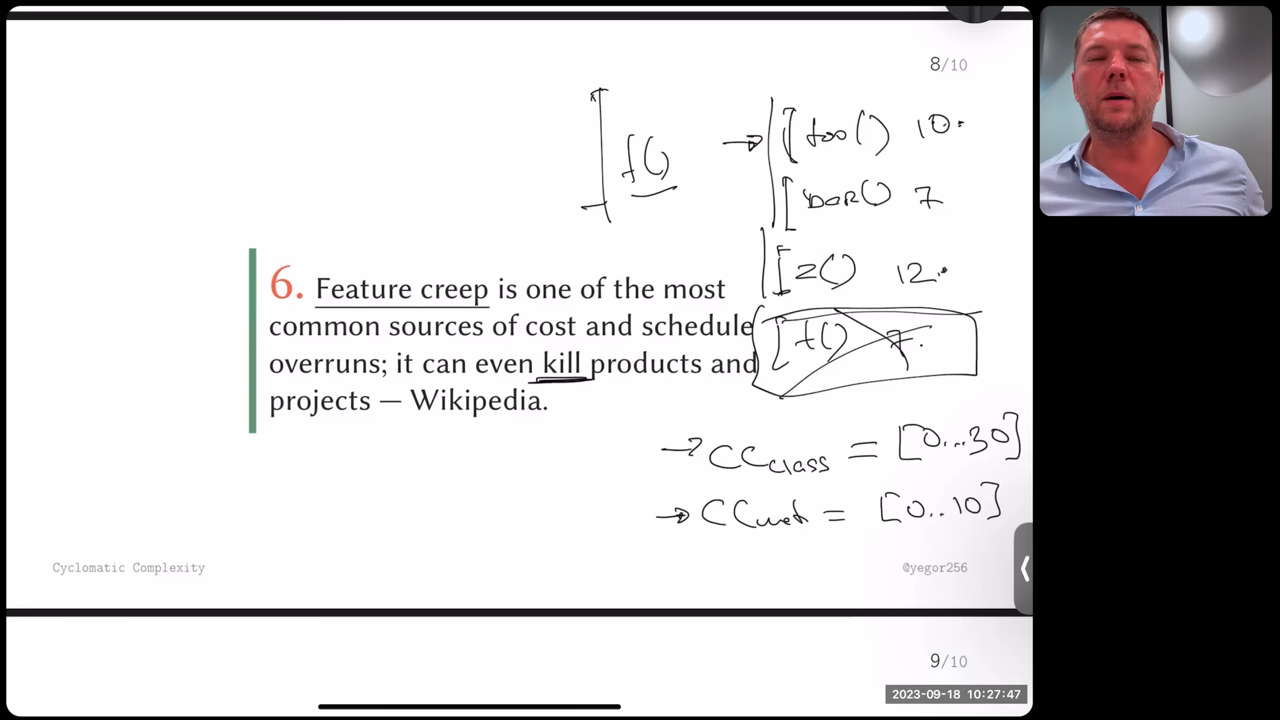 8/10
f()
→ [ foo() 10.
[ BAR() 7
[ z() 12.
[ f() 7.
6. Feature creep is one of the most
common sources of cost and schedule
overruns; it can even kill products and
projects — Wikipedia.
→ CCclass = [0...30]
→ CCmet = [0..10]
Cyclomatic Complexity
@yegor256
9/10
2023-09-18 10:27:47